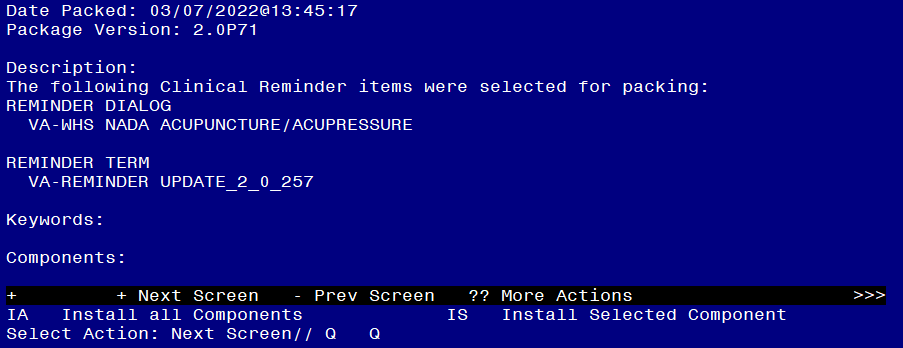 Date Packed: 03/07/2022@13:45:17
Package Version: 2.0P71
Description:
The following Clinical Reminder items were selected for packing:
REMINDER DIALOG
VA-WHS NADA ACUPUNCTURE/ACUPRESSURE
REMINDER TERM
VA-REMINDER UPDATE_2_0_257
Keywords:
Components:
+ + Next Screen - Prev Screen ?? More Actions >>>
IA Install all Components IS Install Selected Component
Select Action: Next Screen// Q Q